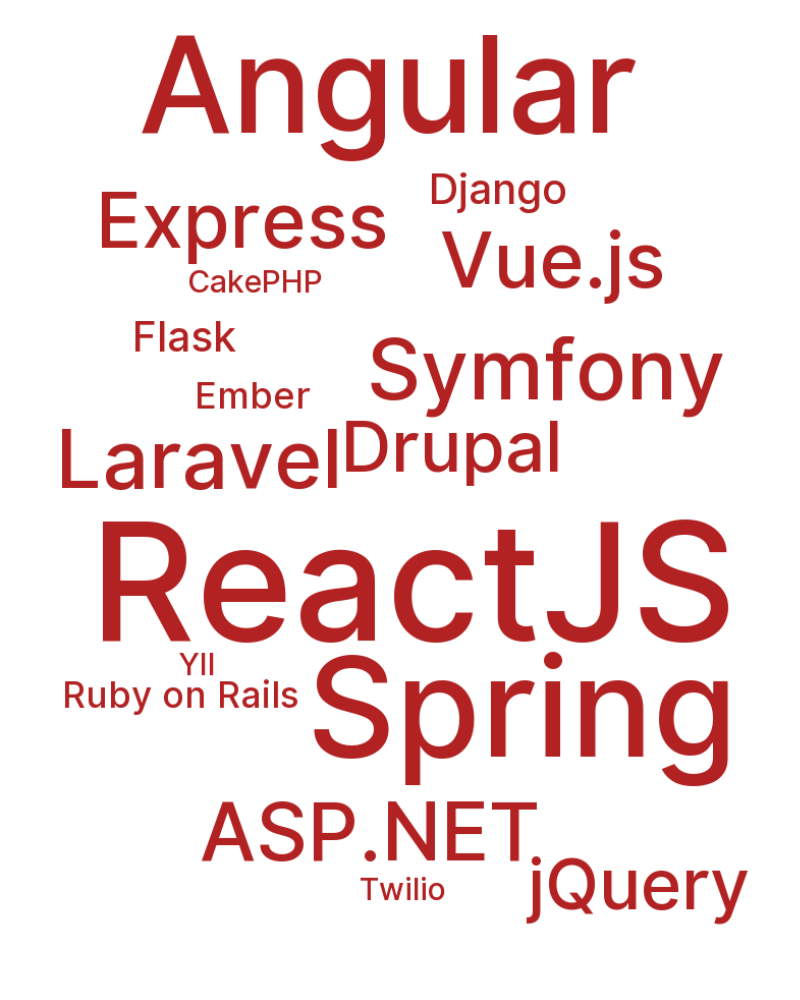 Angular
Django
Express
Vue.js
CakePHP
Flask
Symfony
Ember
Drupal
Laravel
ReactJS
YII
Spring
Ruby on Rails
ASP.NET
jQuery
Twilio